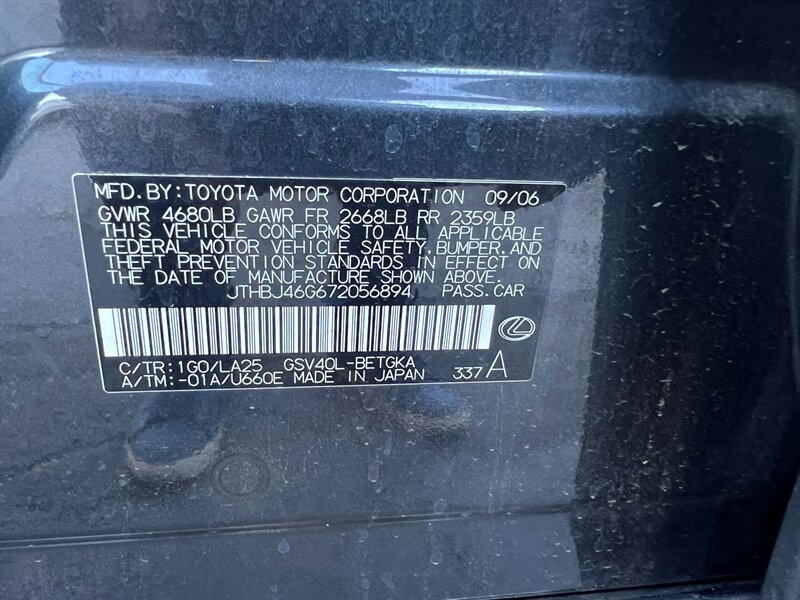 MFD.BY:TOYOTA MOTOR CORPORATION 09/06
GVWR 4680LB GAWR FR 2668LB RR 2359LB
THIS VEHICLE CONFORMS TO ALL APPLICABLE
FEDERAL MOTOR VEHICLE SAFETY,BUMPER,AND
THEFT PREVENTION STANDARDS IN EFFECT ON
THE DATE OF MANUFACTURE SHOWN ABOVE.
JTHBJ46G672056894 PASS.CAR
C/TR:1G0/LA25 GSV40L-BETGKA
A/TM:-01A/U660E MADE IN JAPAN 337 A